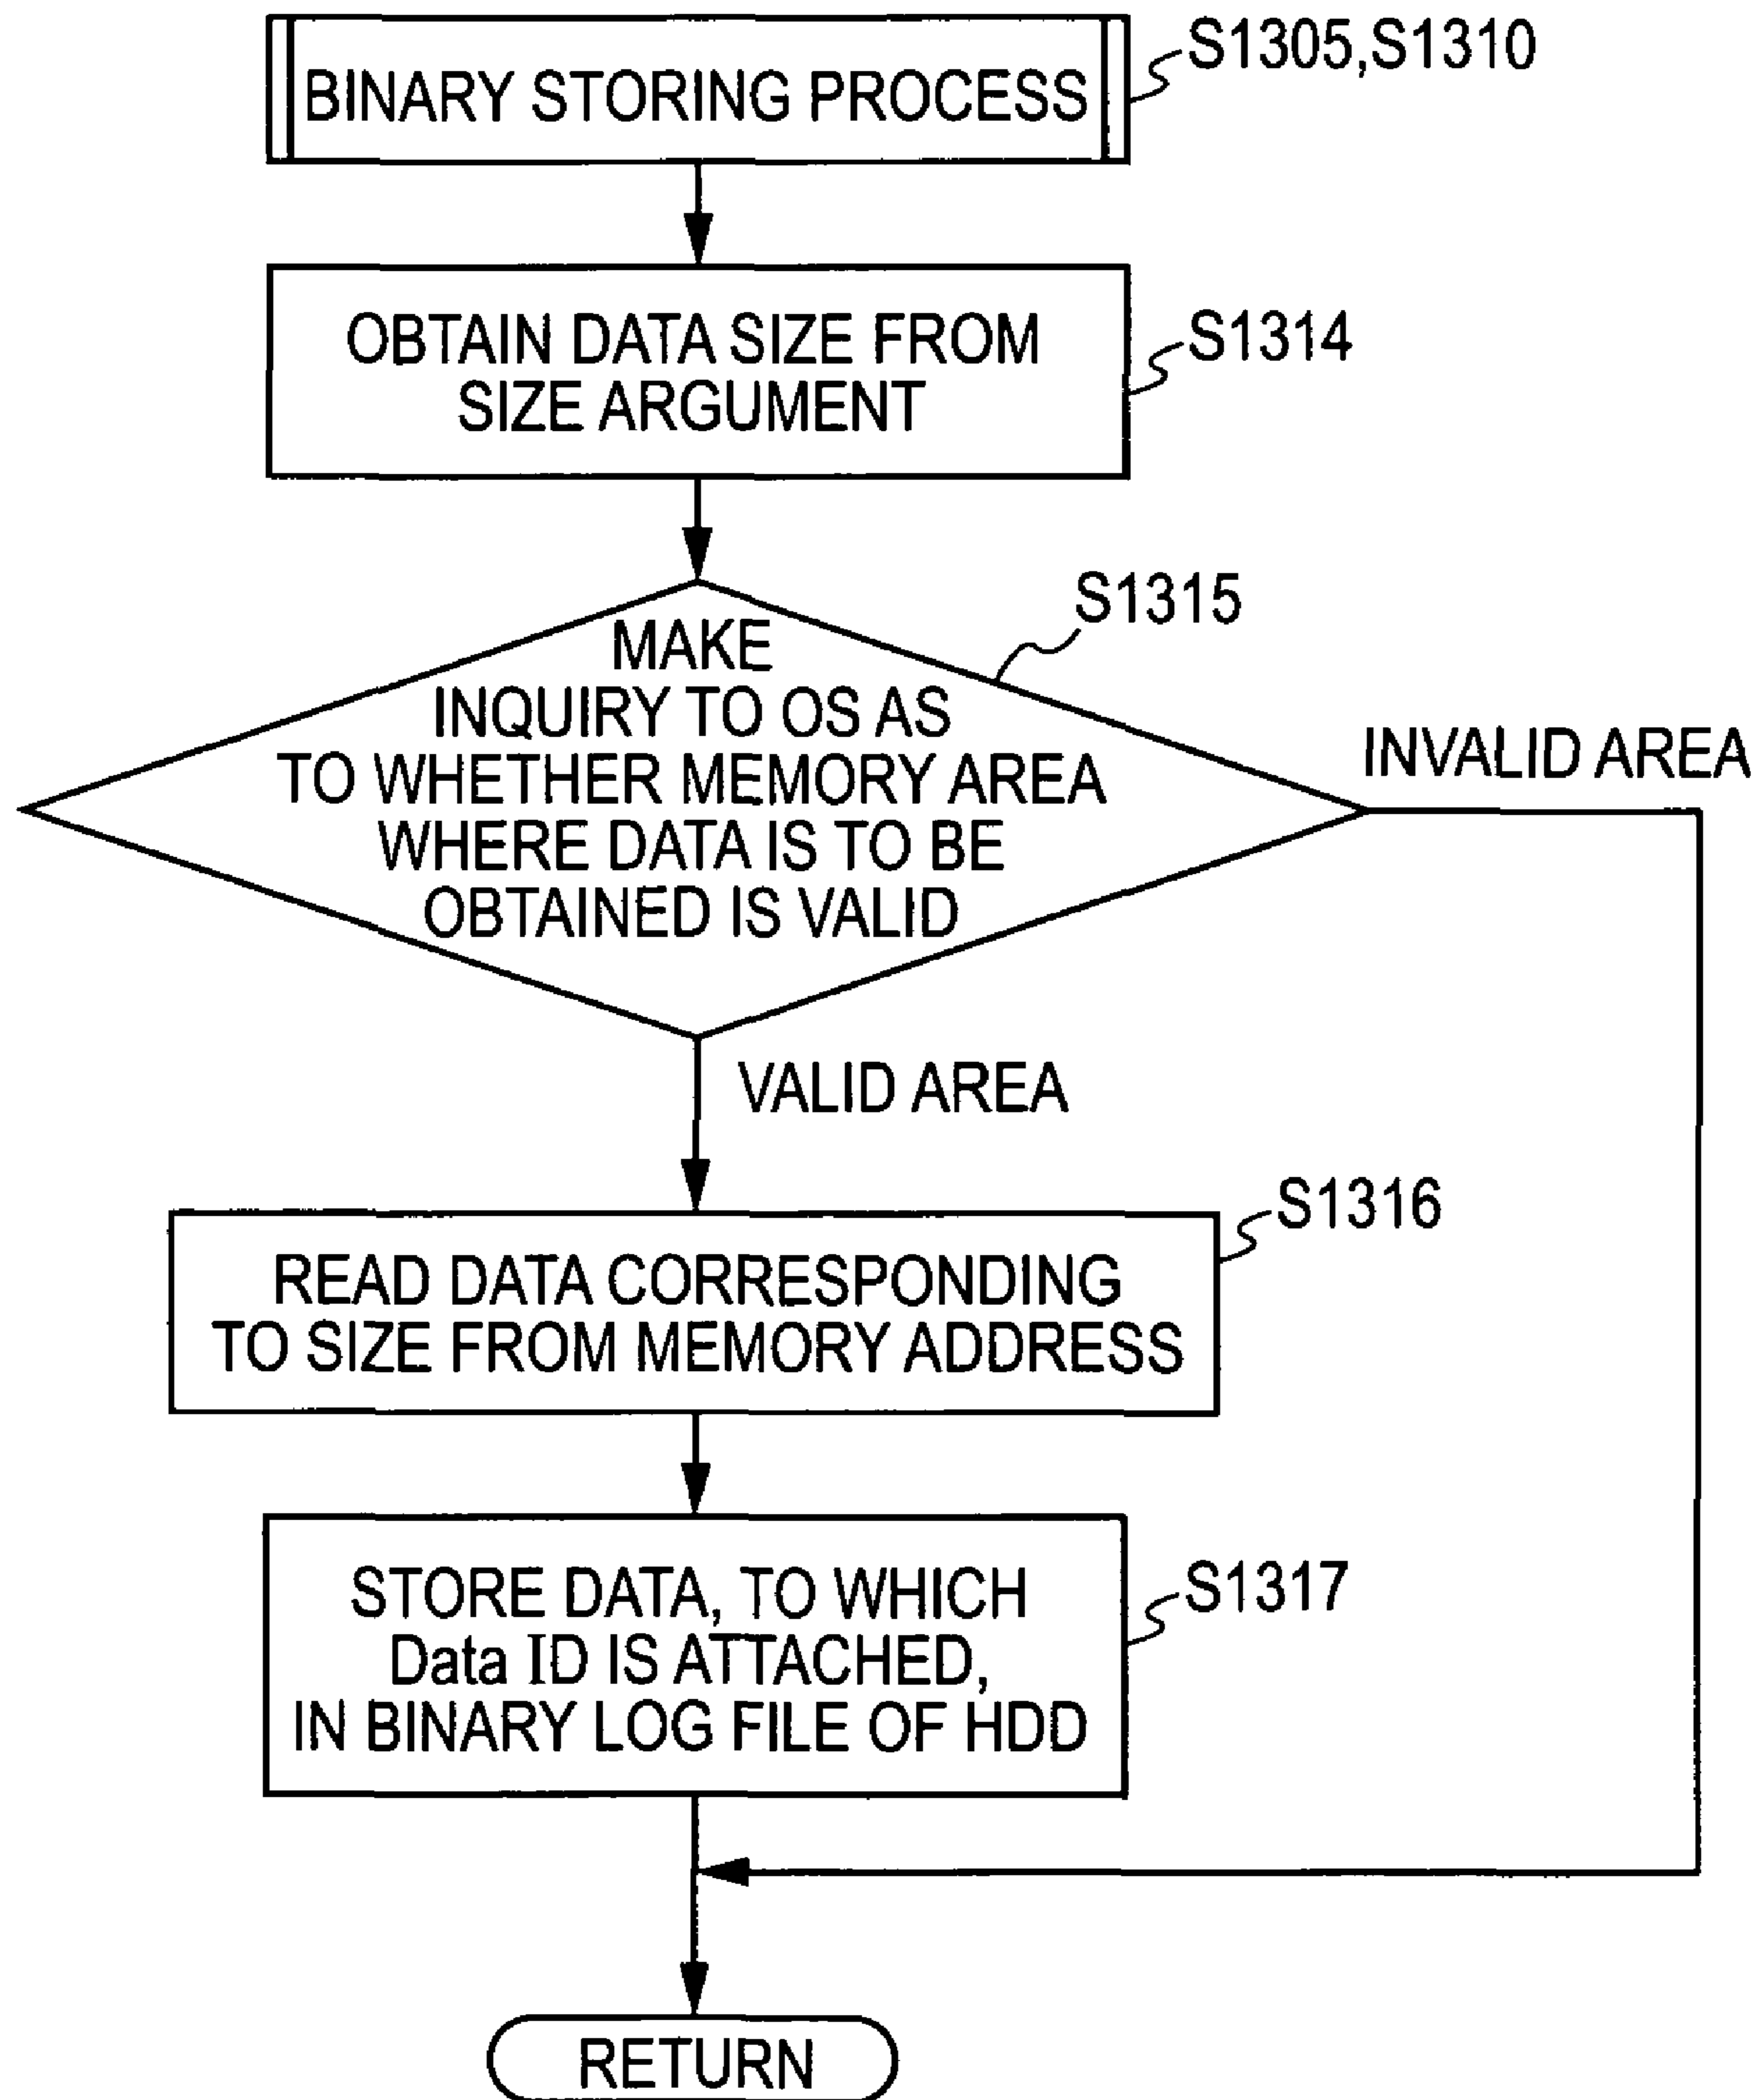 BINARY STORING PROCESS
S1305,S1310
OBTAIN DATA SIZE FROM
SIZE ARGUMENT
S1314
S1315
MAKE
INQUIRY TO OS AS
TO WHETHER MEMORY AREA
WHERE DATA IS TO BE
OBTAINED IS VALID
INVALID AREA
VALID AREA
S1316
READ DATA CORRESPONDING
TO SIZE FROM MEMORY ADDRESS
STORE DATA, TO WHICH
Data ID IS ATTACHED,
IN BINARY LOG FILE OF HDD
S1317
RETURN